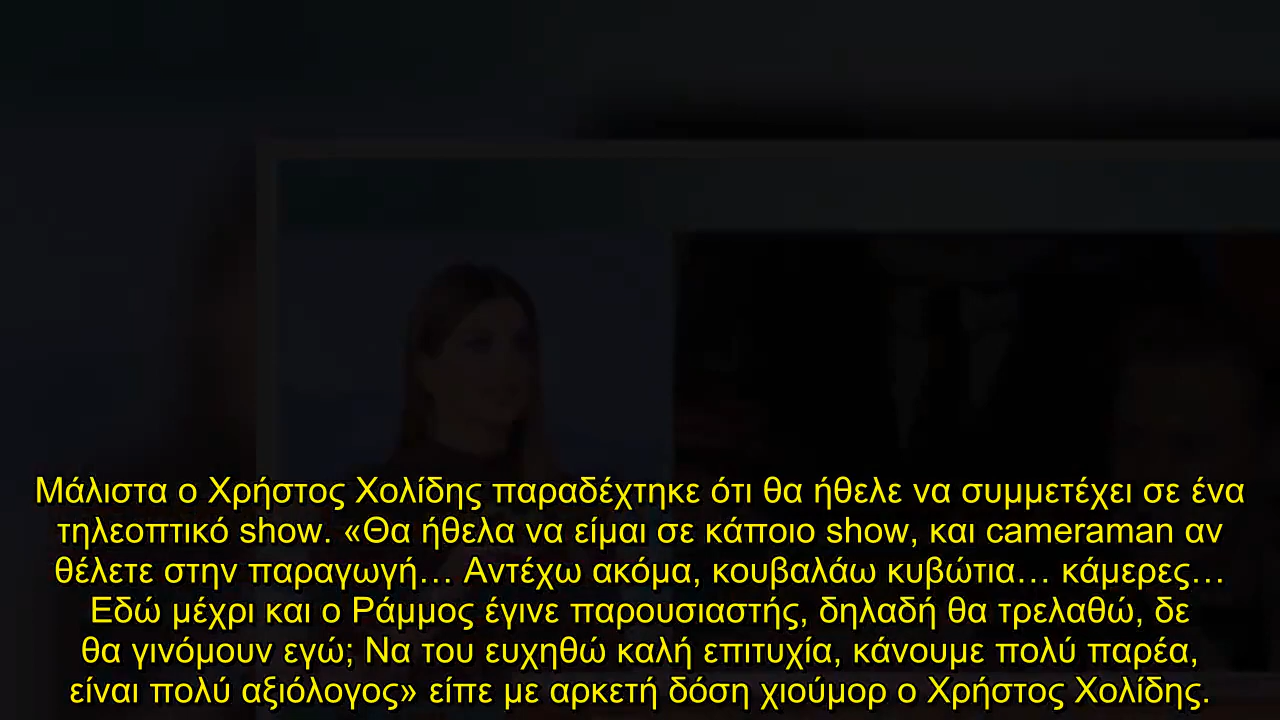 Μάλιστα ο Χρήστος Χολίδης παραδέχτηκε ότι θα ήθελε να συμμετέχει σε ένα
τηλεοπτικό show. «Θα ήθελα να είμαι σε κάποιο show, και cameraman αν
θέλετε στην παραγωγή… Αντέχω ακόμα, κουβαλάω κυβώτια… κάμερες…
Εδώ μέχρι και ο Ράμμος έγινε παρουσιαστής, δηλαδή θα τρελαθώ, δε
θα γινόμουν εγώ; Να του ευχηθώ καλή επιτυχία, κάνουμε πολύ παρέα,
είναι πολύ αξιόλογος» είπε με αρκετή δόση χιούμορ ο Χρήστος Χολίδης.